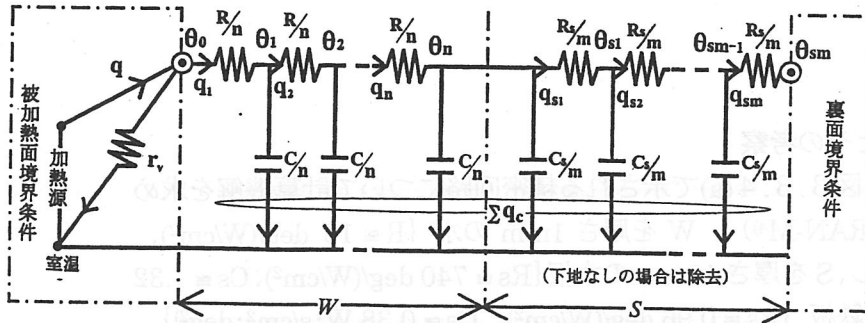 R/n R/n R/n Rs/m Rs/m Rs/m
θ0 θ1 θ2 θn θs1 θsm-1 θsm
q q1 q2 qn qs1 qs2 qsm
被加熱面境界条件
加熱源
rv
室温
C/n C/n C/n Cs/m Cs/m Cs/m
Σqc
(下地なしの場合は除去)
W S
裏面境界条件